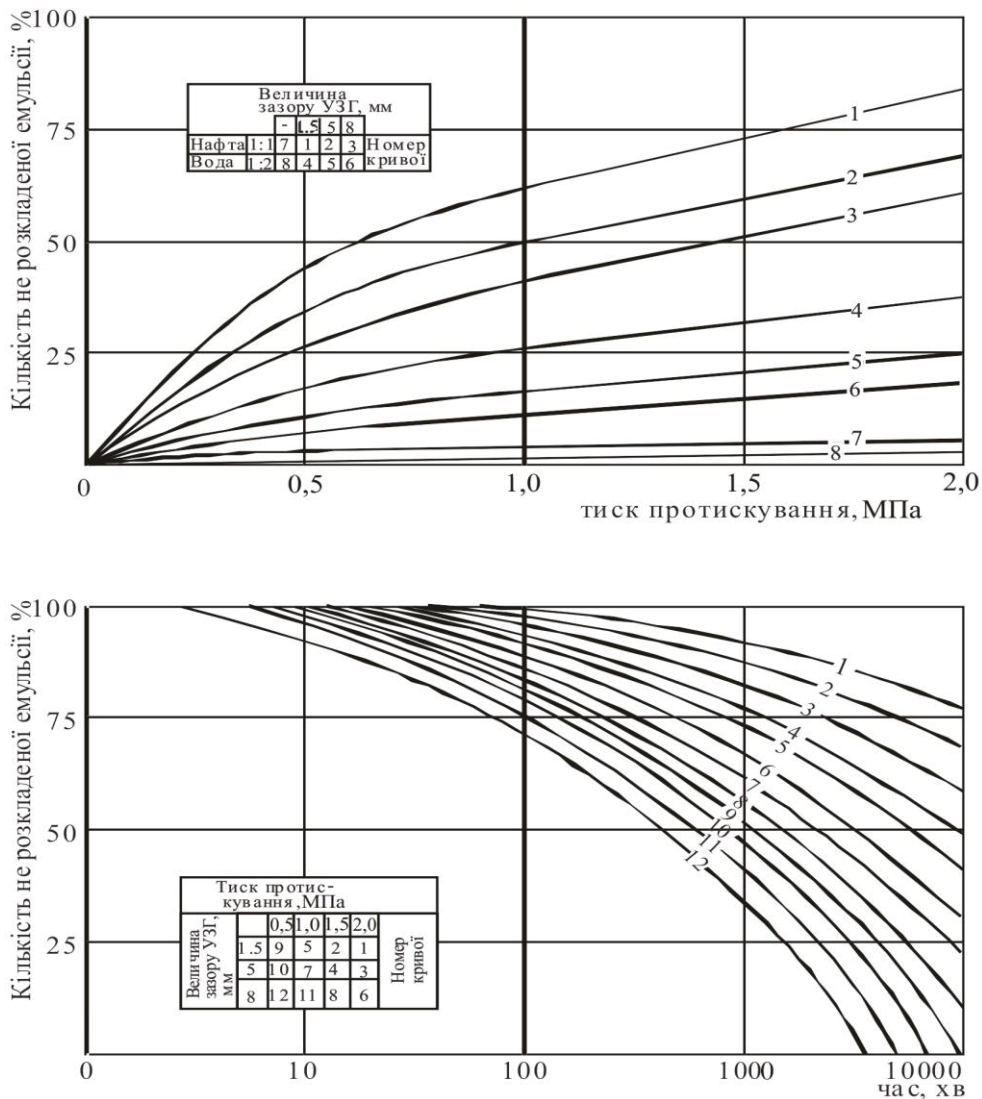 Кількість не розкладеної емульсії, %
100
75
50
25
Величина
зазору УЗГ, мм
- 1.5 5 8
Нафта 1:1 7 1 2 3 Номер
Вода 1:2 8 4 5 6 кривої
1
2
3
4
5
6
7
8
0 0,5 1,0 1,5 2,0
тиск протискування, МПа
Кількість не розкладеної емульсії, %
100
75
50
25
1
2
3
4
5
6
7
8
9
10
11
12
Тиск протис-
кування, МПа
Величина
зазору УЗГ,
мм
0,5 1,0 1,5 2,0
1.5 9 5 2 1
5 10 7 4 3
8 12 11 8 6
Номер
кривої
0 10 100 1000 10000
час, хв